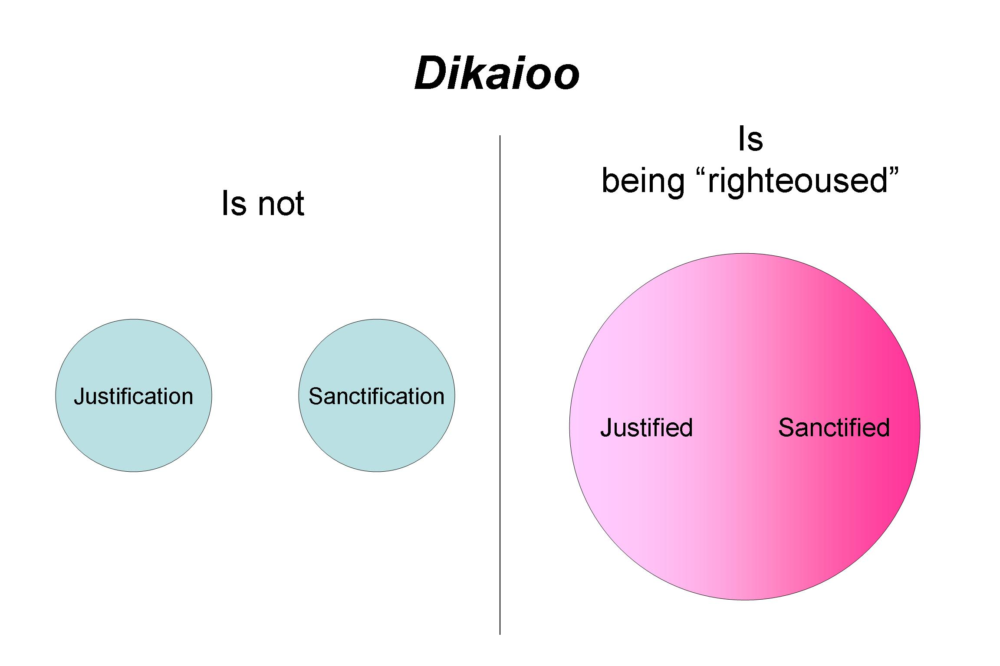 Dikaioo
Is not
Justification
Sanctification
Is
being “righteoused”
Justified
Sanctified